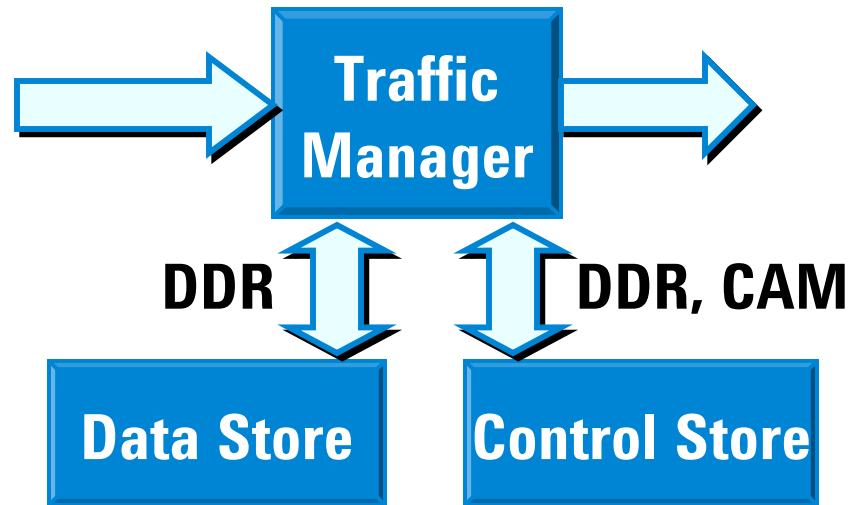 Traffic
Manager
DDR
DDR, CAM
Data Store
Control Store